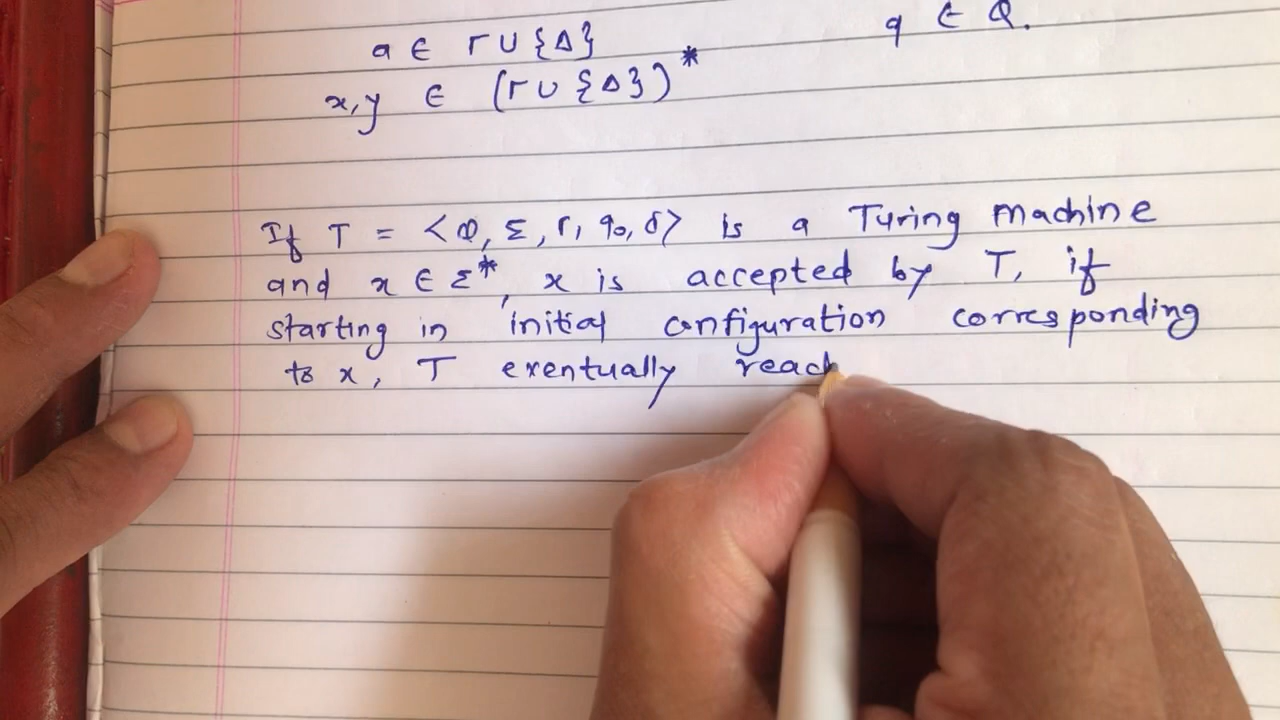 a ∈ Γ ∪ {Δ} q ∈ Q.
x,y ∈ (Γ ∪ {Δ})*
If T = <Q, Σ, Γ, q₀, δ> is a Turing machine
and x ∈ Σ*, x is accepted by T, if
starting in initial configuration corresponding
to x, T eventually reach